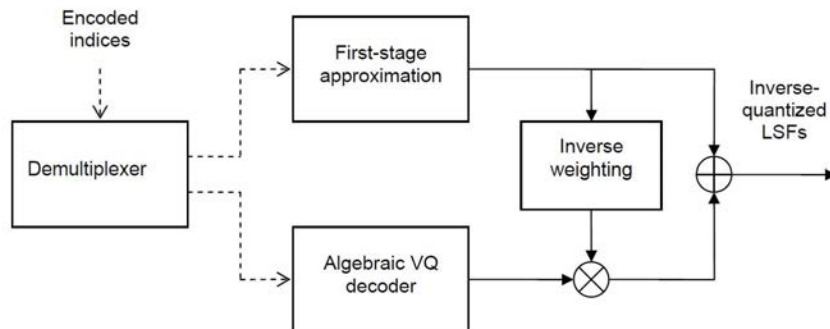 Encoded
indices
First-stage
approximation
Inverse-
quantized
LSFs
Demultiplexer
Inverse
weighting
Algebraic VQ
decoder